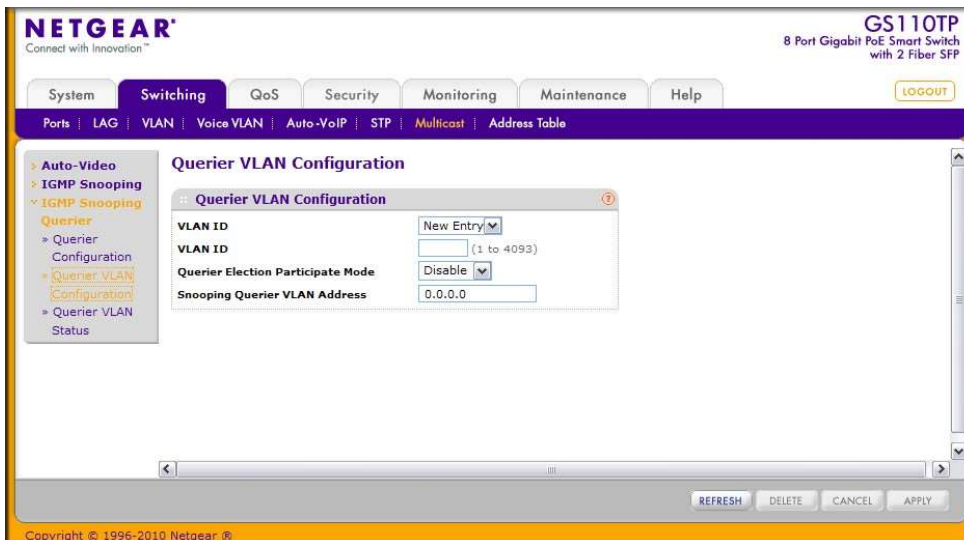 NETGEAR®
Connect with Innovation™
GS110TP
8 Port Gigabit PoE Smart Switch
with 2 Fiber SFP
System Switching QoS Security Monitoring Maintenance Help LOGOUT
Ports LAG VLAN Voice VLAN Auto-VoIP STP Multicast Address Table
Auto-Video
IGMP Snooping
IGMP Snooping
Querier
Querier
Configuration
Querier VLAN
Configuration
Querier VLAN
Status
Querier VLAN Configuration
Querier VLAN Configuration ?
VLAN ID New Entry
VLAN ID (1 to 4093)
Querier Election Participate Mode Disable
Snooping Querier VLAN Address 0.0.0.0
REFRESH DELETE CANCEL APPLY
Copyright © 1996-2010 Netgear ®